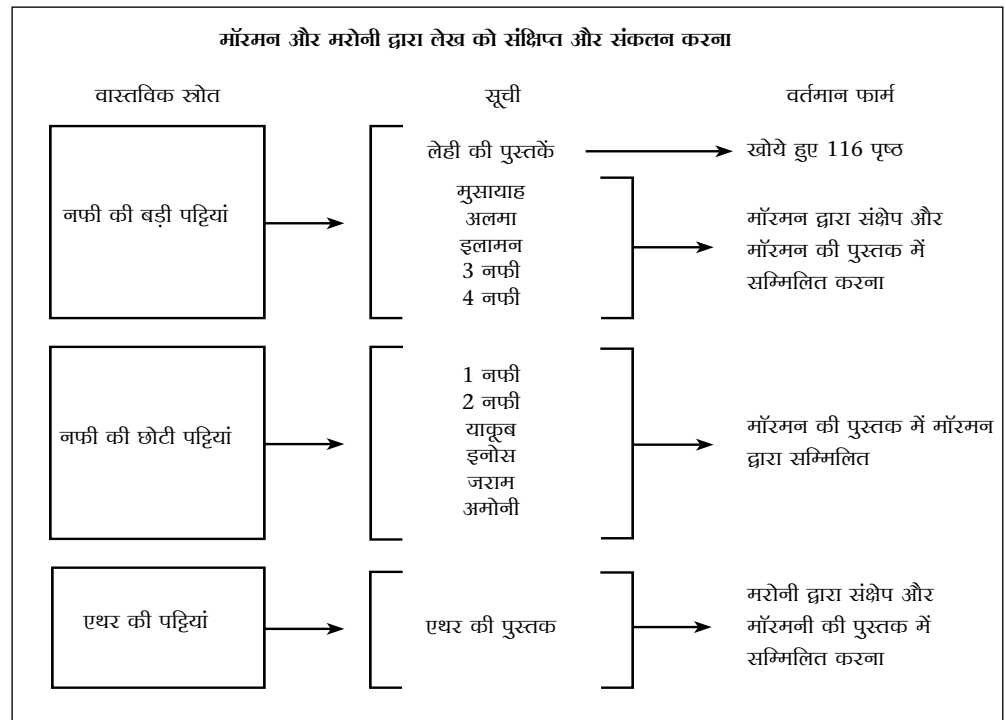 मॉरमन और मरोनी द्वारा लेख को संक्षिप्त और संकलन करना
वास्तविक स्त्रोत
सूची
वर्तमान फार्म
नफी की बड़ी पट्टियां
लेही की पुस्तकें
खोये हुए 116 पृष्ठ
मुसायाह
अलमा
इलामन
3 नफी
4 नफी
मॉरमन द्वारा संक्षेप और
मॉरमन की पुस्तक में
सम्मिलित करना
नफी की छोटी पट्टियां
1 नफी
2 नफी
याकूब
इनोस
जराम
अमोनी
मॉरमन की पुस्तक में मॉरमन
द्वारा सम्मिलित
एथर की पट्टियां
एथर की पुस्तक
मरोनी द्वारा संक्षेप और
मॉरमनी की पुस्तक में
सम्मिलित करना